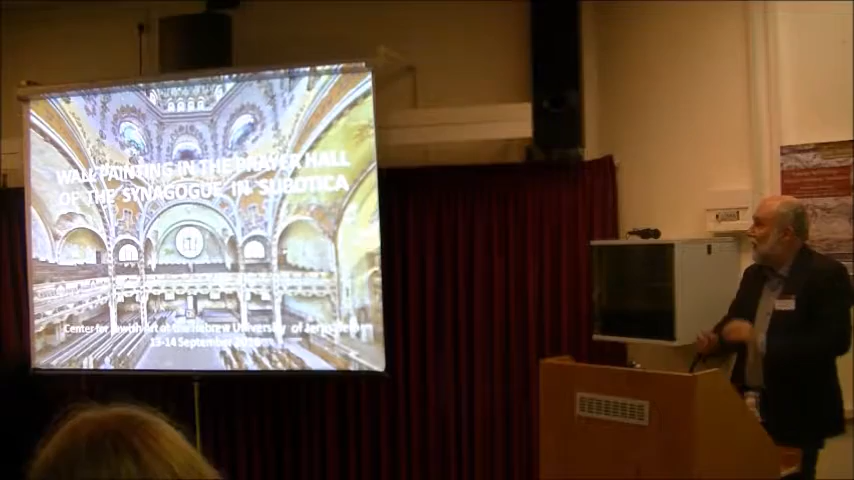 WALL PAINTING IN THE PRAYER HALL
OF THE SYNAGOGUE IN SUBOTICA
Center for Jewish Art at the Hebrew University of Jerusalem
13-14 September